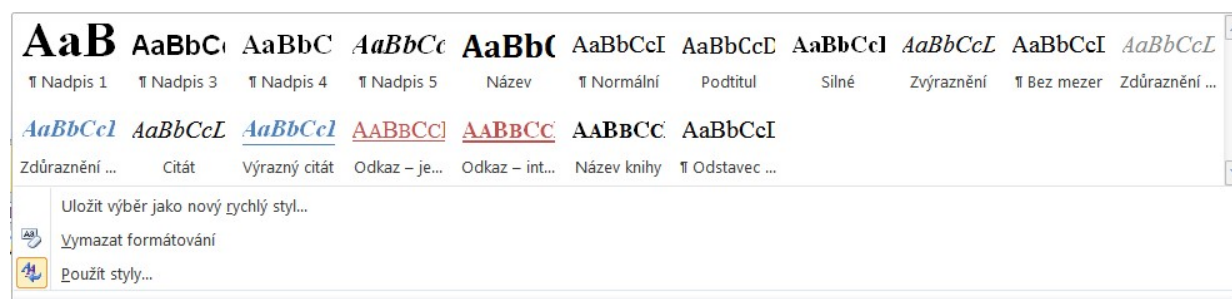 AaB AaBbCc AaBbC AaBbCc AaBbC AaBbCcI AaBbCcD AaBbCcI AaBbCcL AaBbCcI AaBbCcL
¶ Nadpis 1 ¶ Nadpis 3 ¶ Nadpis 4 ¶ Nadpis 5 Název ¶ Normální Podtitul Silné Zvýraznění ¶ Bez mezer Zdůraznění ...
AaBbCcI AaBbCcL AaBbCcI AaBbCcI AaBbCc AaBbCc AaBbCcI
Zdůraznění ... Citát Výrazný citát Odkaz – je... Odkaz – int... Název knihy ¶ Odstavec ...
Uložit výběr jako nový rychlý styl...
Vymazat formátování
Použít styly...